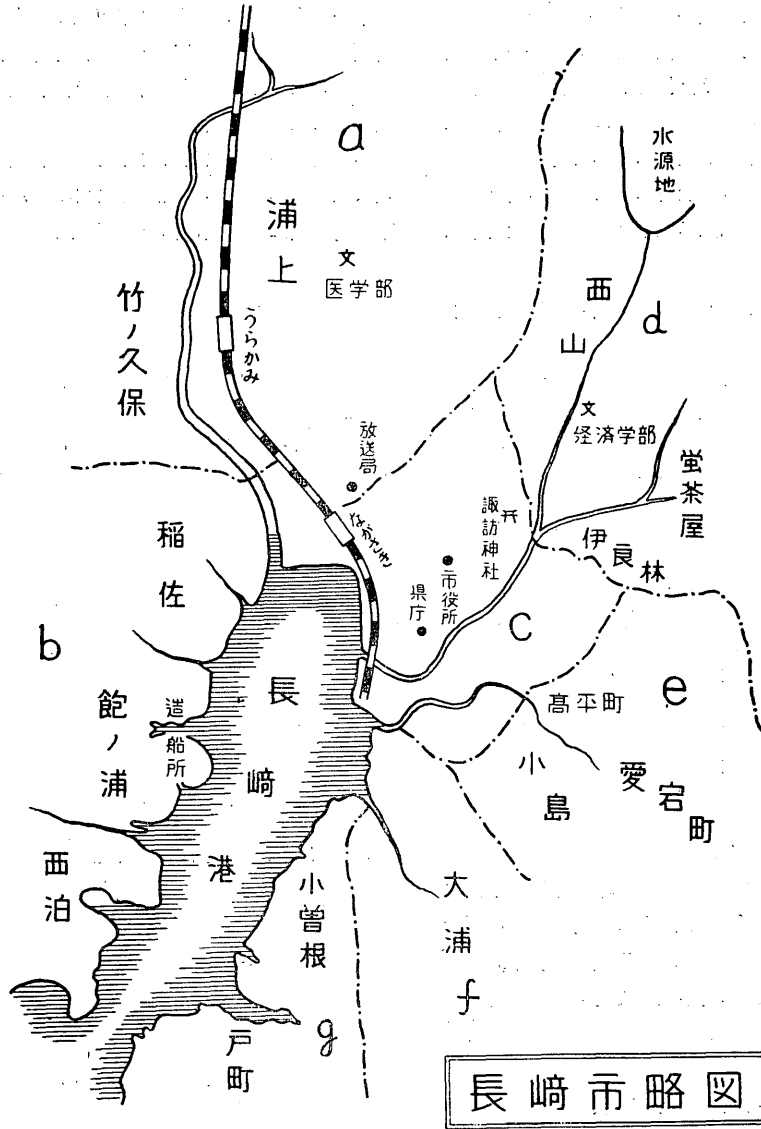 a
水源地
浦上
文
医学部
西山
d
竹ノ久保
うらかみ
放送局
文
経済学部
蛍茶屋
稲佐
ながさき
諏訪神社
伊良林
市役所
県庁
c
b
長崎港
e
高平町
飽ノ浦
造船所
小島
愛宕町
西泊
小曽根
大浦
f
g
戸町
長崎市略図